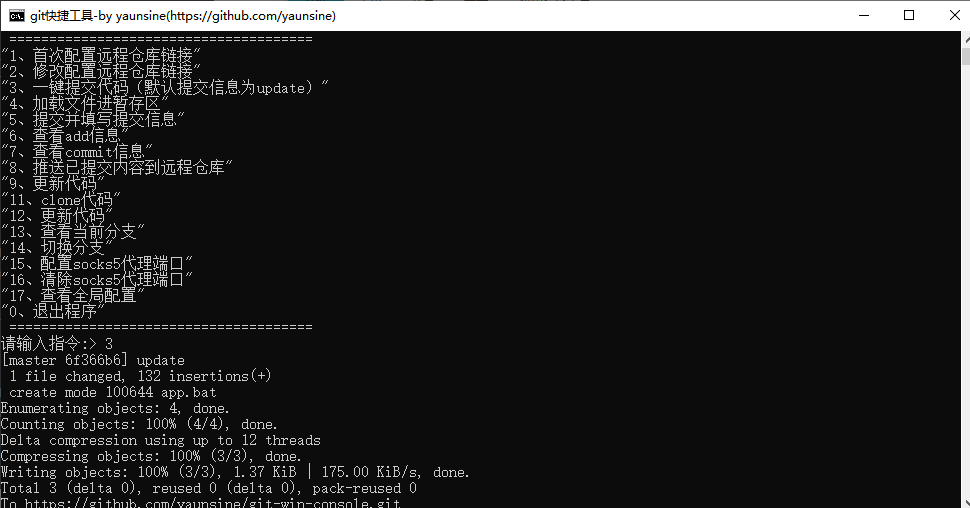 git快捷工具-by yaunsine(https://github.com/yaunsine)
======================================
"1、首次配置远程仓库链接"
"2、修改配置远程仓库链接"
"3、一键提交代码（默认提交信息为update）"
"4、加载文件进暂存区"
"5、提交并填写提交信息"
"6、查看add信息"
"7、查看commit信息"
"8、推送已提交内容到远程仓库"
"9、更新代码"
"11、clone代码"
"12、更新代码"
"13、查看当前分支"
"14、切换分支"
"15、配置socks5代理端口"
"16、清除socks5代理端口"
"17、查看全局配置"
"0、退出程序"
======================================
请输入指令:> 3
[master 6f366b6] update
1 file changed, 132 insertions(+)
create mode 100644 app.bat
Enumerating objects: 4, done.
Counting objects: 100% (4/4), done.
Delta compression using up to 12 threads
Compressing objects: 100% (3/3), done.
Writing objects: 100% (3/3), 1.37 KiB | 175.00 KiB/s, done.
Total 3 (delta 0), reused 0 (delta 0), pack-reused 0
To https://github.com/yaunsine/git-win-console.git